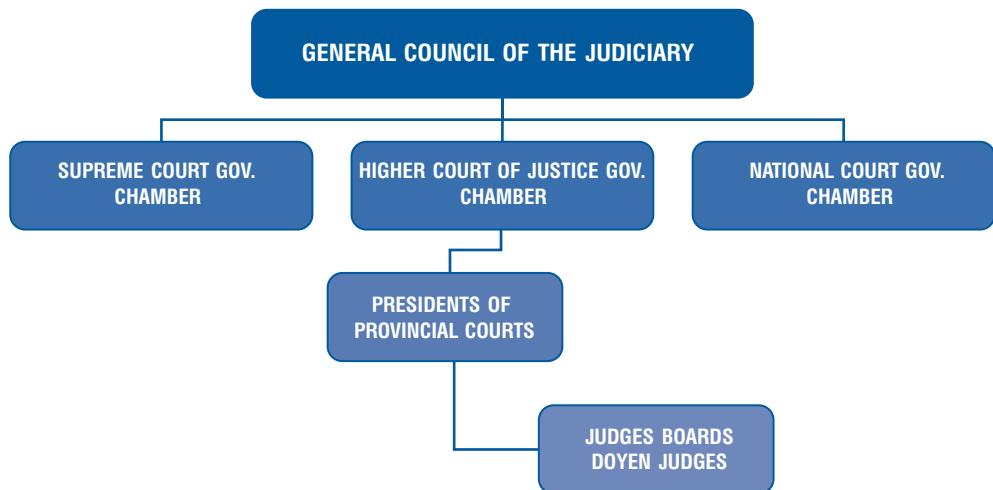 GENERAL COUNCIL OF THE JUDICIARY
SUPREME COURT GOV.
CHAMBER
HIGHER COURT OF JUSTICE GOV.
CHAMBER
NATIONAL COURT GOV.
CHAMBER
PRESIDENTS OF
PROVINCIAL COURTS
JUDGES BOARDS
DOYEN JUDGES